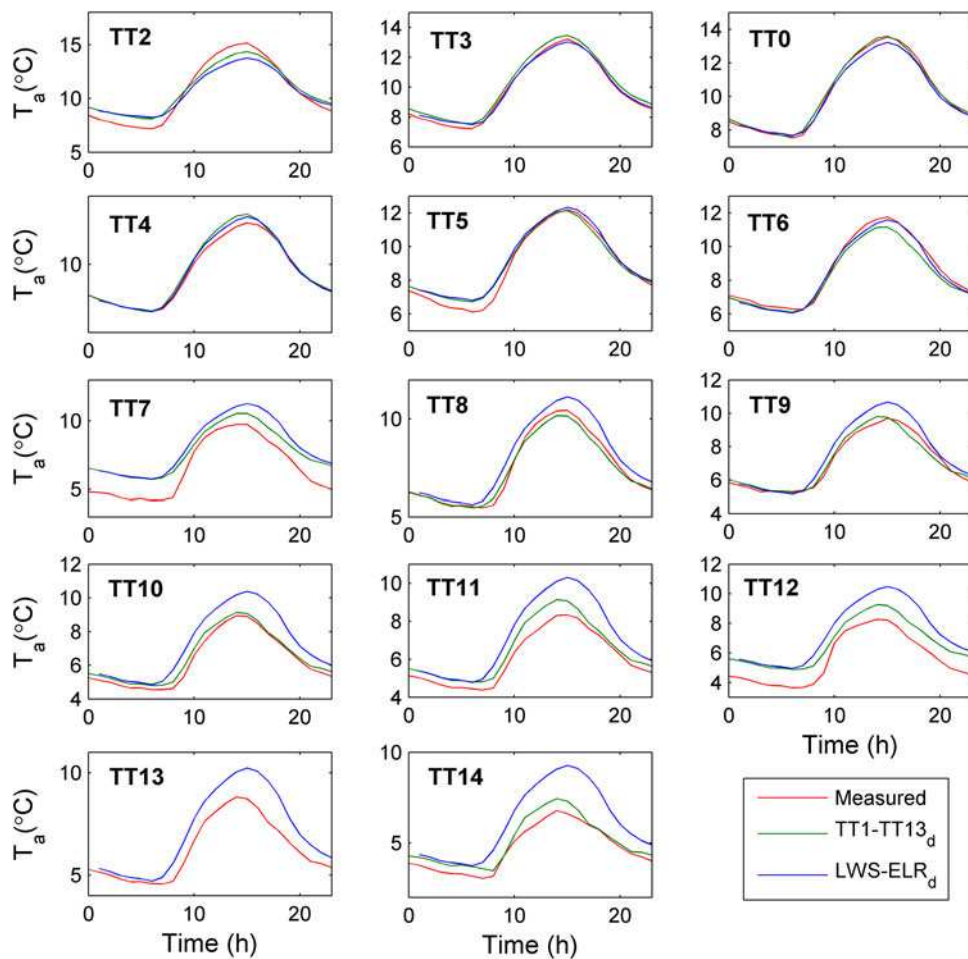 TT2
TT3
TT0
Tₐ(°C)
15
10
5
14
12
10
8
6
14
12
10
8
0 10 20
0 10 20
0 10 20
TT4
TT5
TT6
Tₐ(°C)
10
12
10
8
6
12
10
8
6
0 10 20
0 10 20
0 10 20
TT7
TT8
TT9
Tₐ(°C)
10
5
10
5
12
10
8
6
4
0 10 20
0 10 20
0 10 20
TT10
TT11
TT12
Tₐ(°C)
12
10
8
6
4
10
8
6
4
12
10
8
6
4
0 10 20
0 10 20
0 10 20
Time (h)
TT13
TT14
Tₐ(°C)
10
5
10
5
0 10 20
0 10 20
Time (h)
Time (h)
Measured
TT1-TT13d
LWS-ELRd